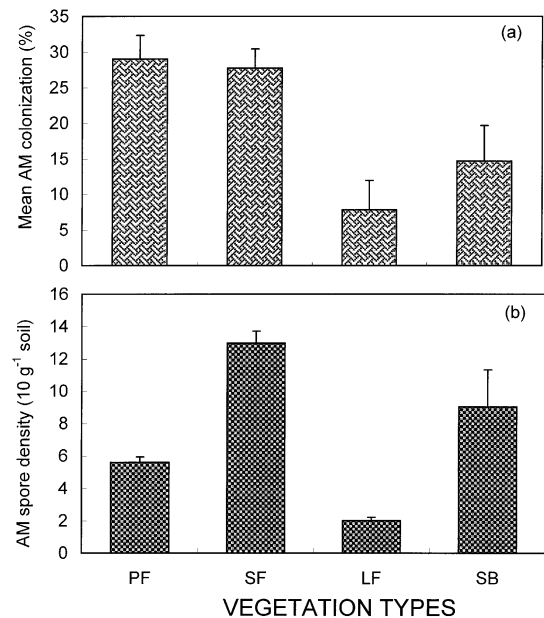 (a)
Mean AM colonization (%)
35
30
25
20
15
10
5
0
(b)
AM spore density (10 g⁻¹ soil)
16
14
12
10
8
6
4
2
0
PF SF LF SB
VEGETATION TYPES